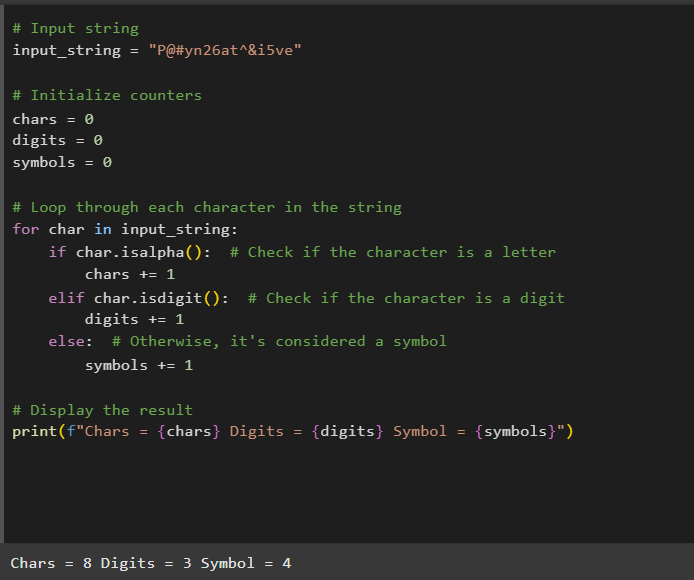 # Input string
input_string = "P@#yn26at^&i5ve"
# Initialize counters
chars = 0
digits = 0
symbols = 0
# Loop through each character in the string
for char in input_string:
    if char.isalpha():  # Check if the character is a letter
        chars += 1
    elif char.isdigit():  # Check if the character is a digit
        digits += 1
    else:  # Otherwise, it's considered a symbol
        symbols += 1
# Display the result
print(f"Chars = {chars} Digits = {digits} Symbol = {symbols}")
Chars = 8 Digits = 3 Symbol = 4